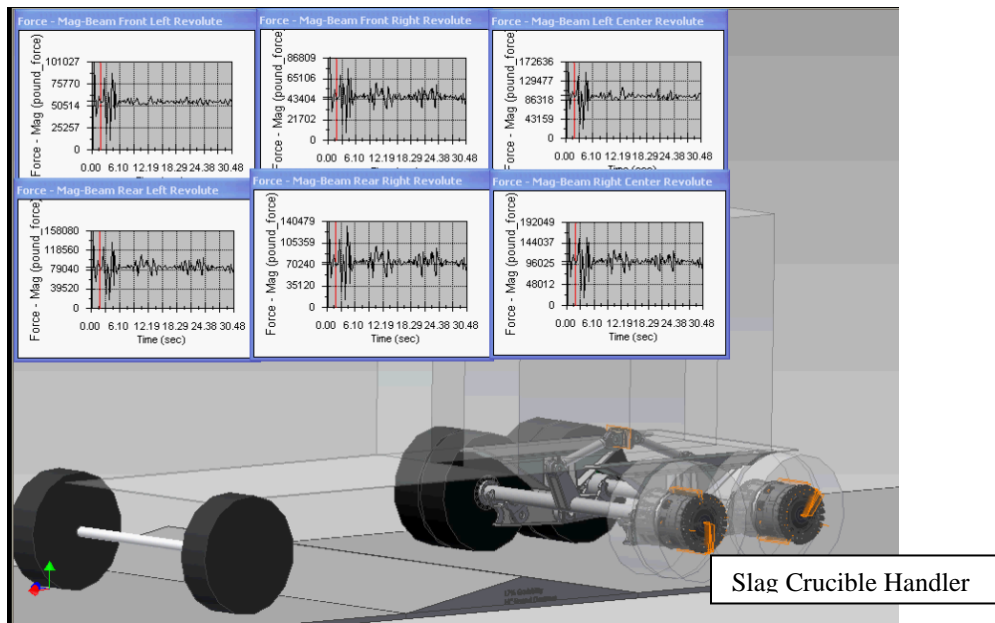 Force - Mag-Beam Front Left Revolute
Force - Mag (pound_force)
101027
75770
50514
25257
0
0.00 6.10 12.19 18.29 24.38 30.48
Force - Mag-Beam Front Right Revolute
Force - Mag (pound_force)
86809
65106
43404
21702
0
0.00 6.10 12.19 18.29 24.38 30.48
Time (sec)
Force - Mag-Beam Left Center Revolute
Force - Mag (pound_force)
172636
129477
86318
43159
0
0.00 6.10 12.19 18.29 24.38 30.48
Time (sec)
Force - Mag-Beam Rear Left Revolute
Force - Mag (pound_force)
158080
118560
79040
39520
0
0.00 6.10 12.19 18.29 24.38 30.48
Time (sec)
Force - Mag-Beam Rear Right Revolute
Force - Mag (pound_force)
140479
105359
70240
35120
0
0.00 6.10 12.19 18.29 24.38 30.48
Time (sec)
Force - Mag-Beam Right Center Revolute
Force - Mag (pound_force)
192049
144037
96025
48012
0
0.00 6.10 12.19 18.29 24.38 30.48
Time (sec)
Slag Crucible Handler